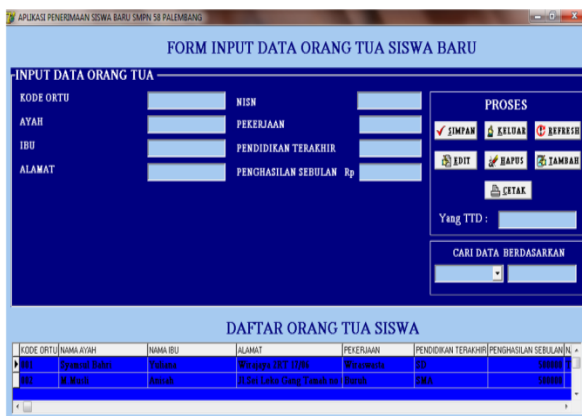 APLIKASI PENERIMAAN SISWA BARU SMPN 58 PALEMBANG
FORM INPUT DATA ORANG TUA SISWA BARU
INPUT DATA ORANG TUA
KODE ORTU
AYAH
IBU
ALAMAT
NISN
PEKERJAAN
PENDIDIKAN TERAKHIR
PENGHASILAN SEBULAN Rp
PROSES
SIMPAN KELUAR REFRESH
EDIT HAPUS TAMBAH
CETAK
Yang TTD :
CARI DATA BERDASARKAN
DAFTAR ORANG TUA SISWA
KODE ORTU NAMA AYAH NAMA IBU ALAMAT PEKERJAAN PENDIDIKAN TERAKHIR PENGHASILAN SEBULAN
SD
SMA